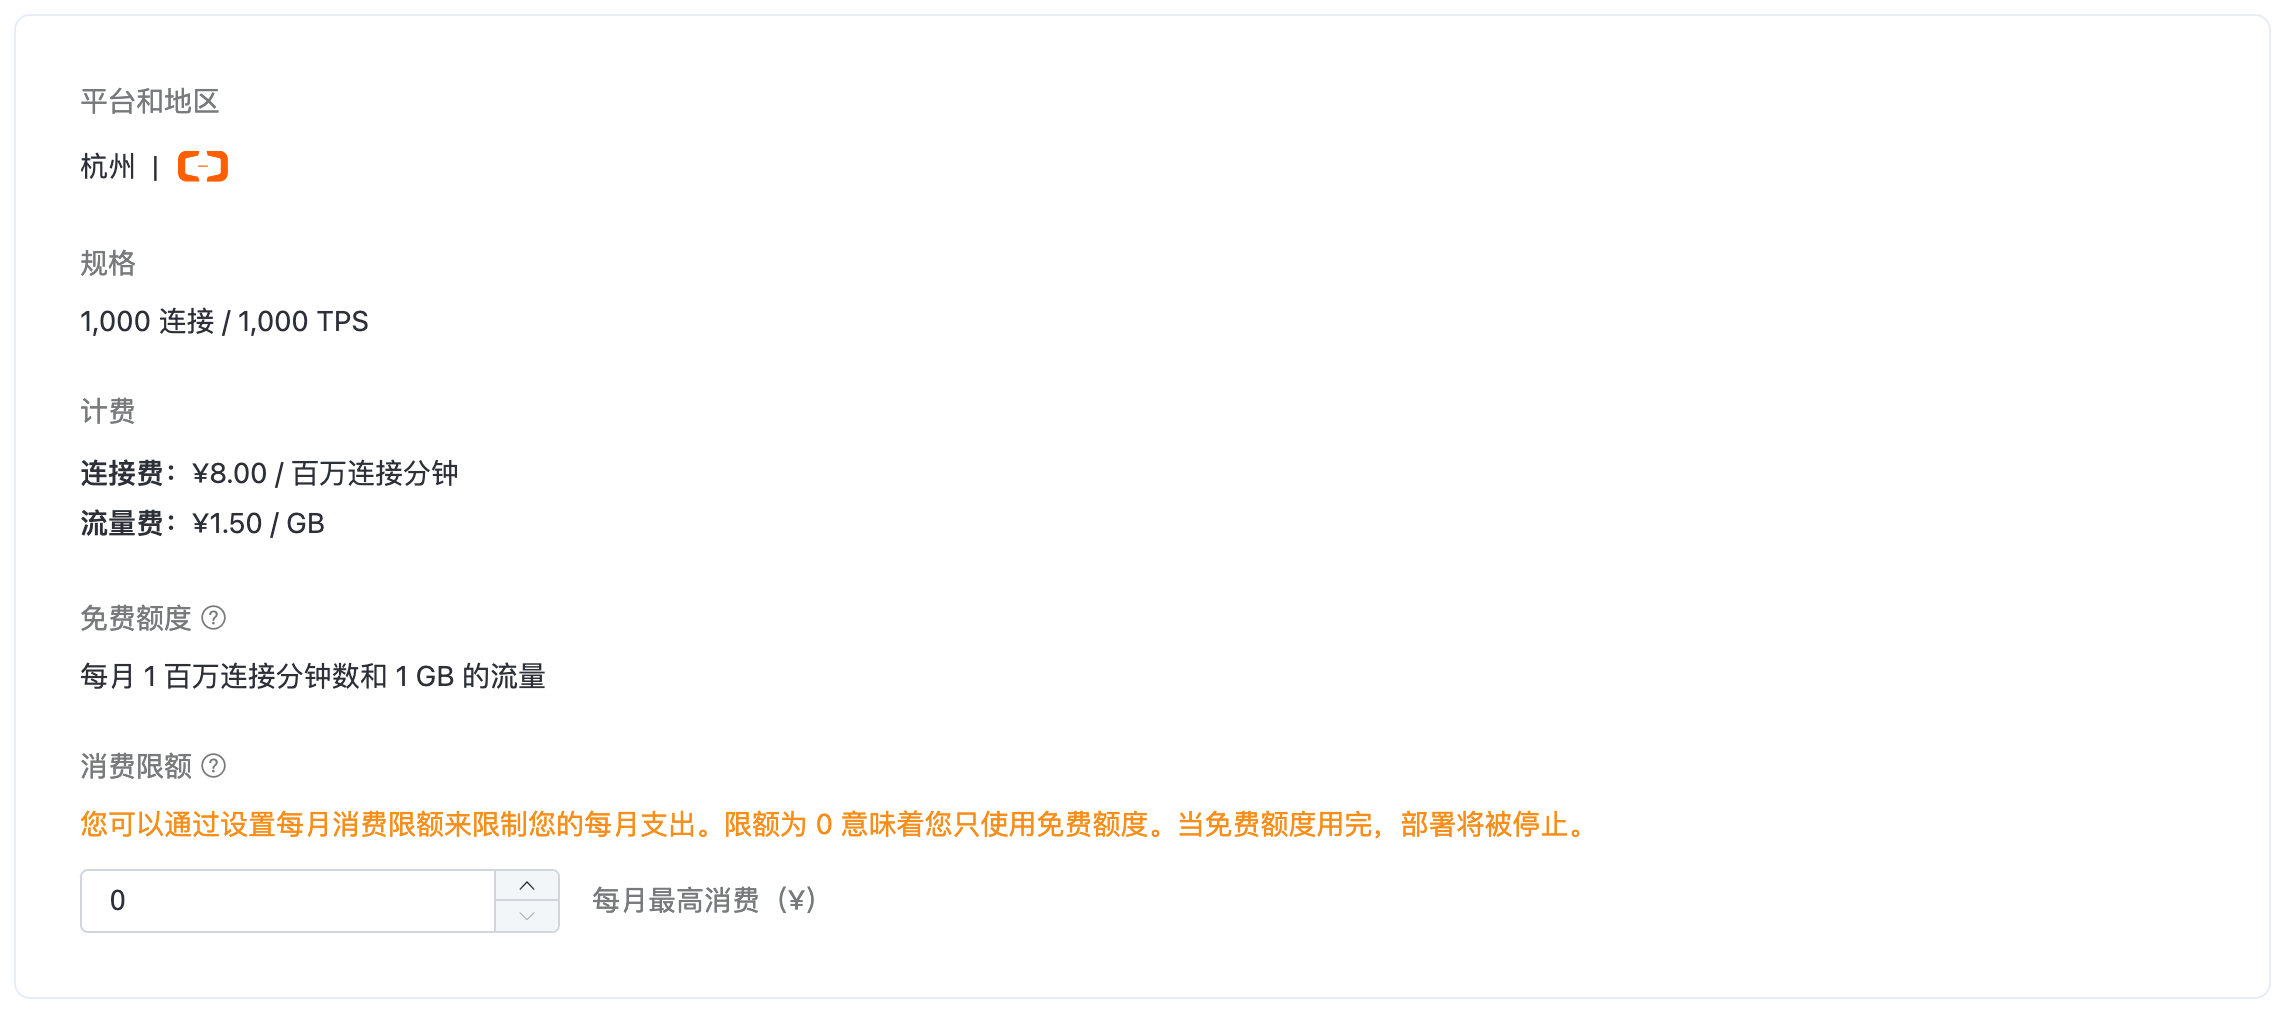 平台和地区
杭州 |
规格
1,000 连接 / 1,000 TPS
计费
连接费：¥8.00 / 百万连接分钟
流量费：¥1.50 / GB
免费额度 ?
每月 1 百万连接分钟数和 1 GB 的流量
消费限额 ?
您可以通过设置每月消费限额来限制您的每月支出。限额为 0 意味着您只使用免费额度。当免费额度用完，部署将被停止。
0 每月最高消费（¥）